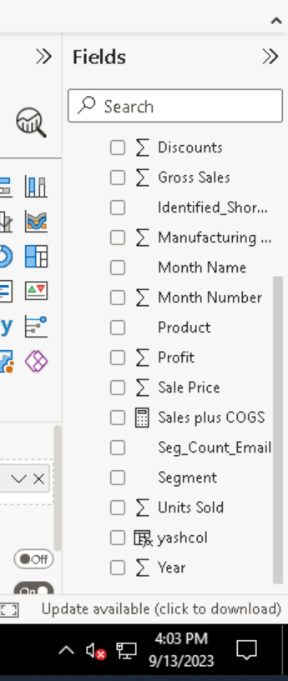 Fields
Search
Discounts
Gross Sales
Identified_Shor...
Manufacturing ...
Month Name
Month Number
Product
Profit
Sale Price
Sales plus COGS
Seg_Count_Email
Segment
Units Sold
Off
yashcol
On
Year
Update available (click to download)
4:03 PM
9/13/2023